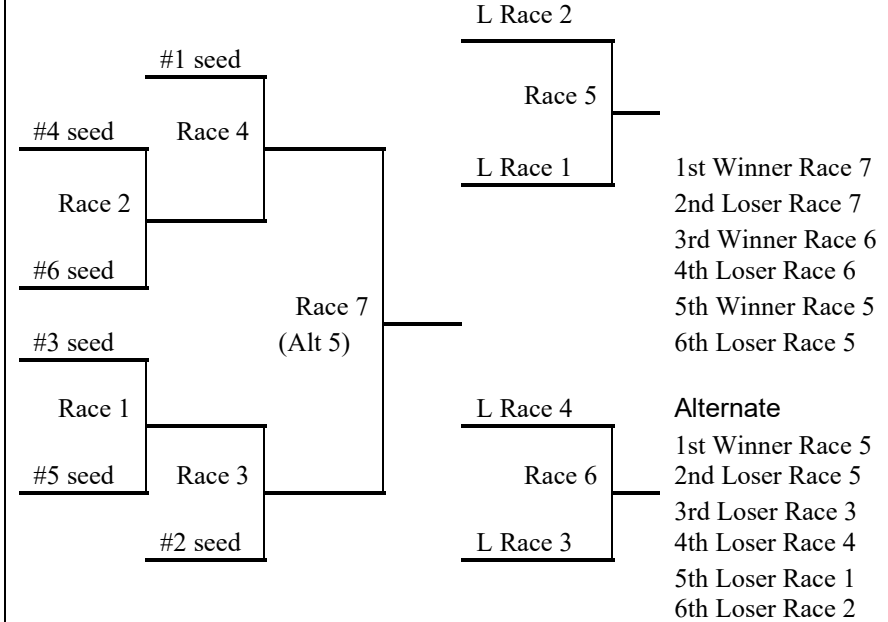 #1 seed
#4 seed
Race 4
Race 2
#6 seed
Race 7
(Alt 5)
#3 seed
Race 1
#5 seed
Race 3
#2 seed
L Race 2
Race 5
L Race 1
L Race 4
Race 6
L Race 3
1st Winner Race 7
2nd Loser Race 7
3rd Winner Race 6
4th Loser Race 6
5th Winner Race 5
6th Loser Race 5
Alternate
1st Winner Race 5
2nd Loser Race 5
3rd Loser Race 3
4th Loser Race 4
5th Loser Race 1
6th Loser Race 2